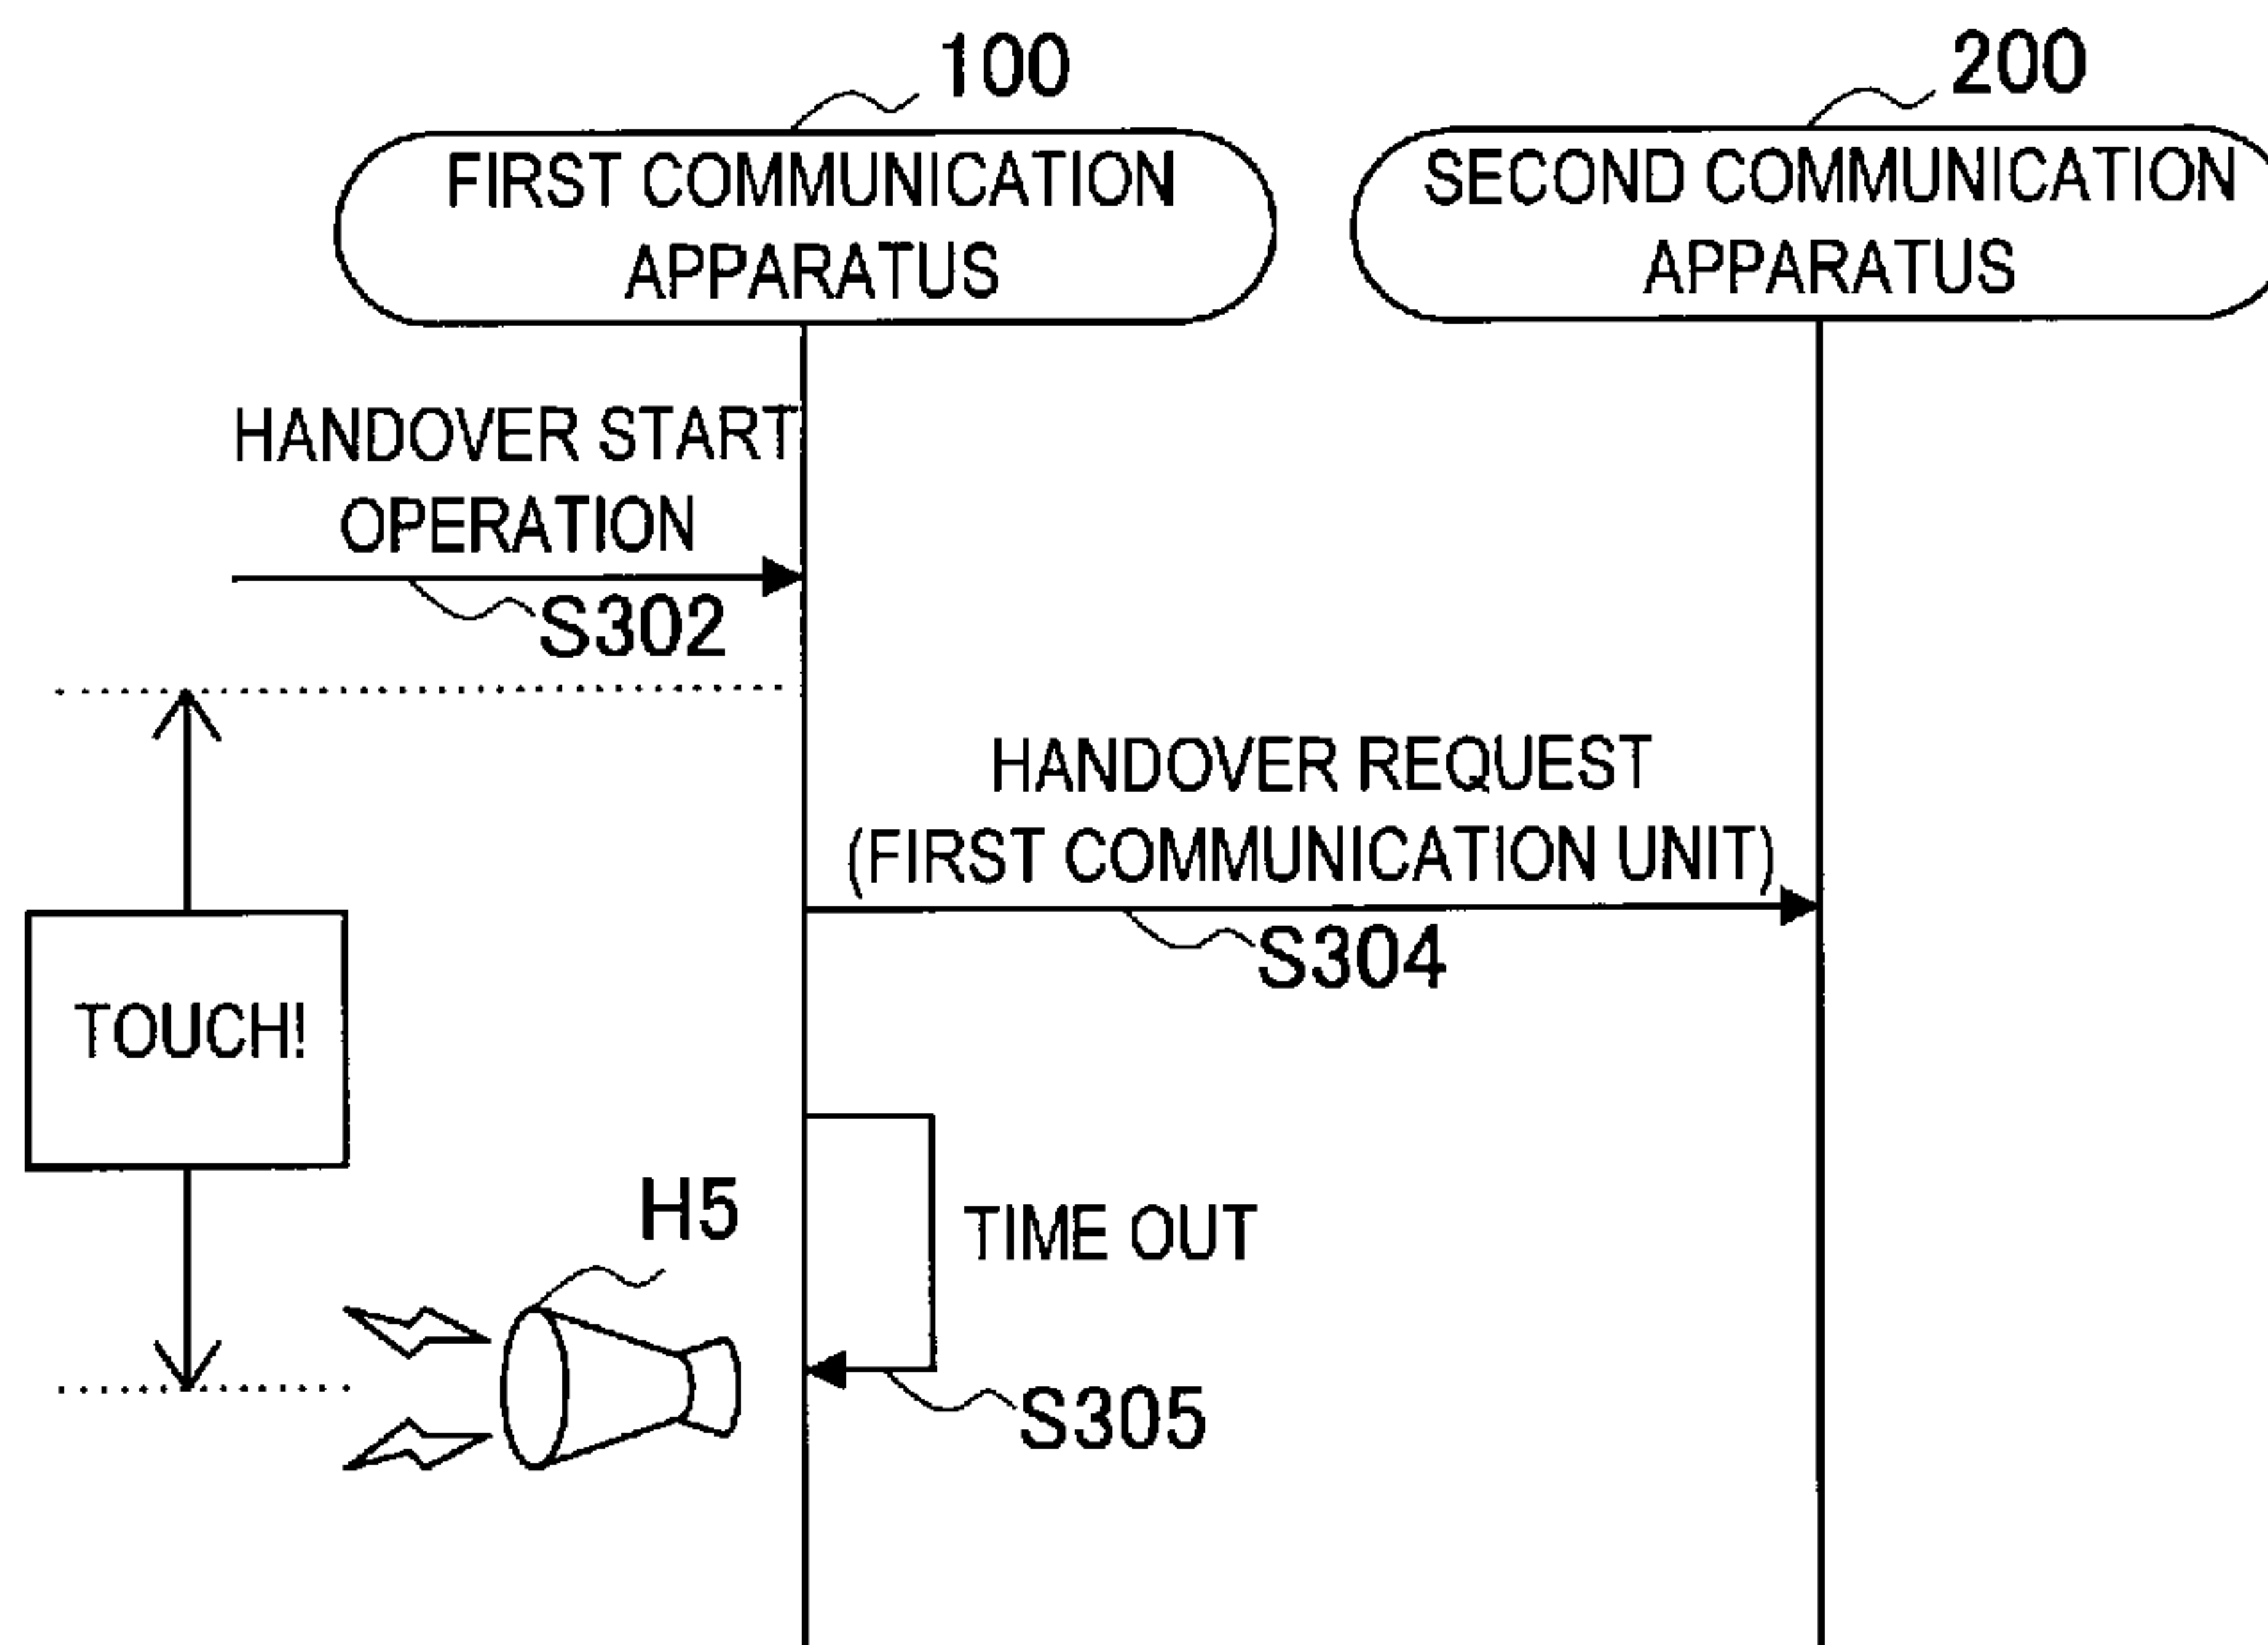 100
200
FIRST COMMUNICATION
APPARATUS
SECOND COMMUNICATION
APPARATUS
HANDOVER START
OPERATION
S302
HANDOVER REQUEST
(FIRST COMMUNICATION UNIT)
S304
TOUCH!
H5
TIME OUT
S305